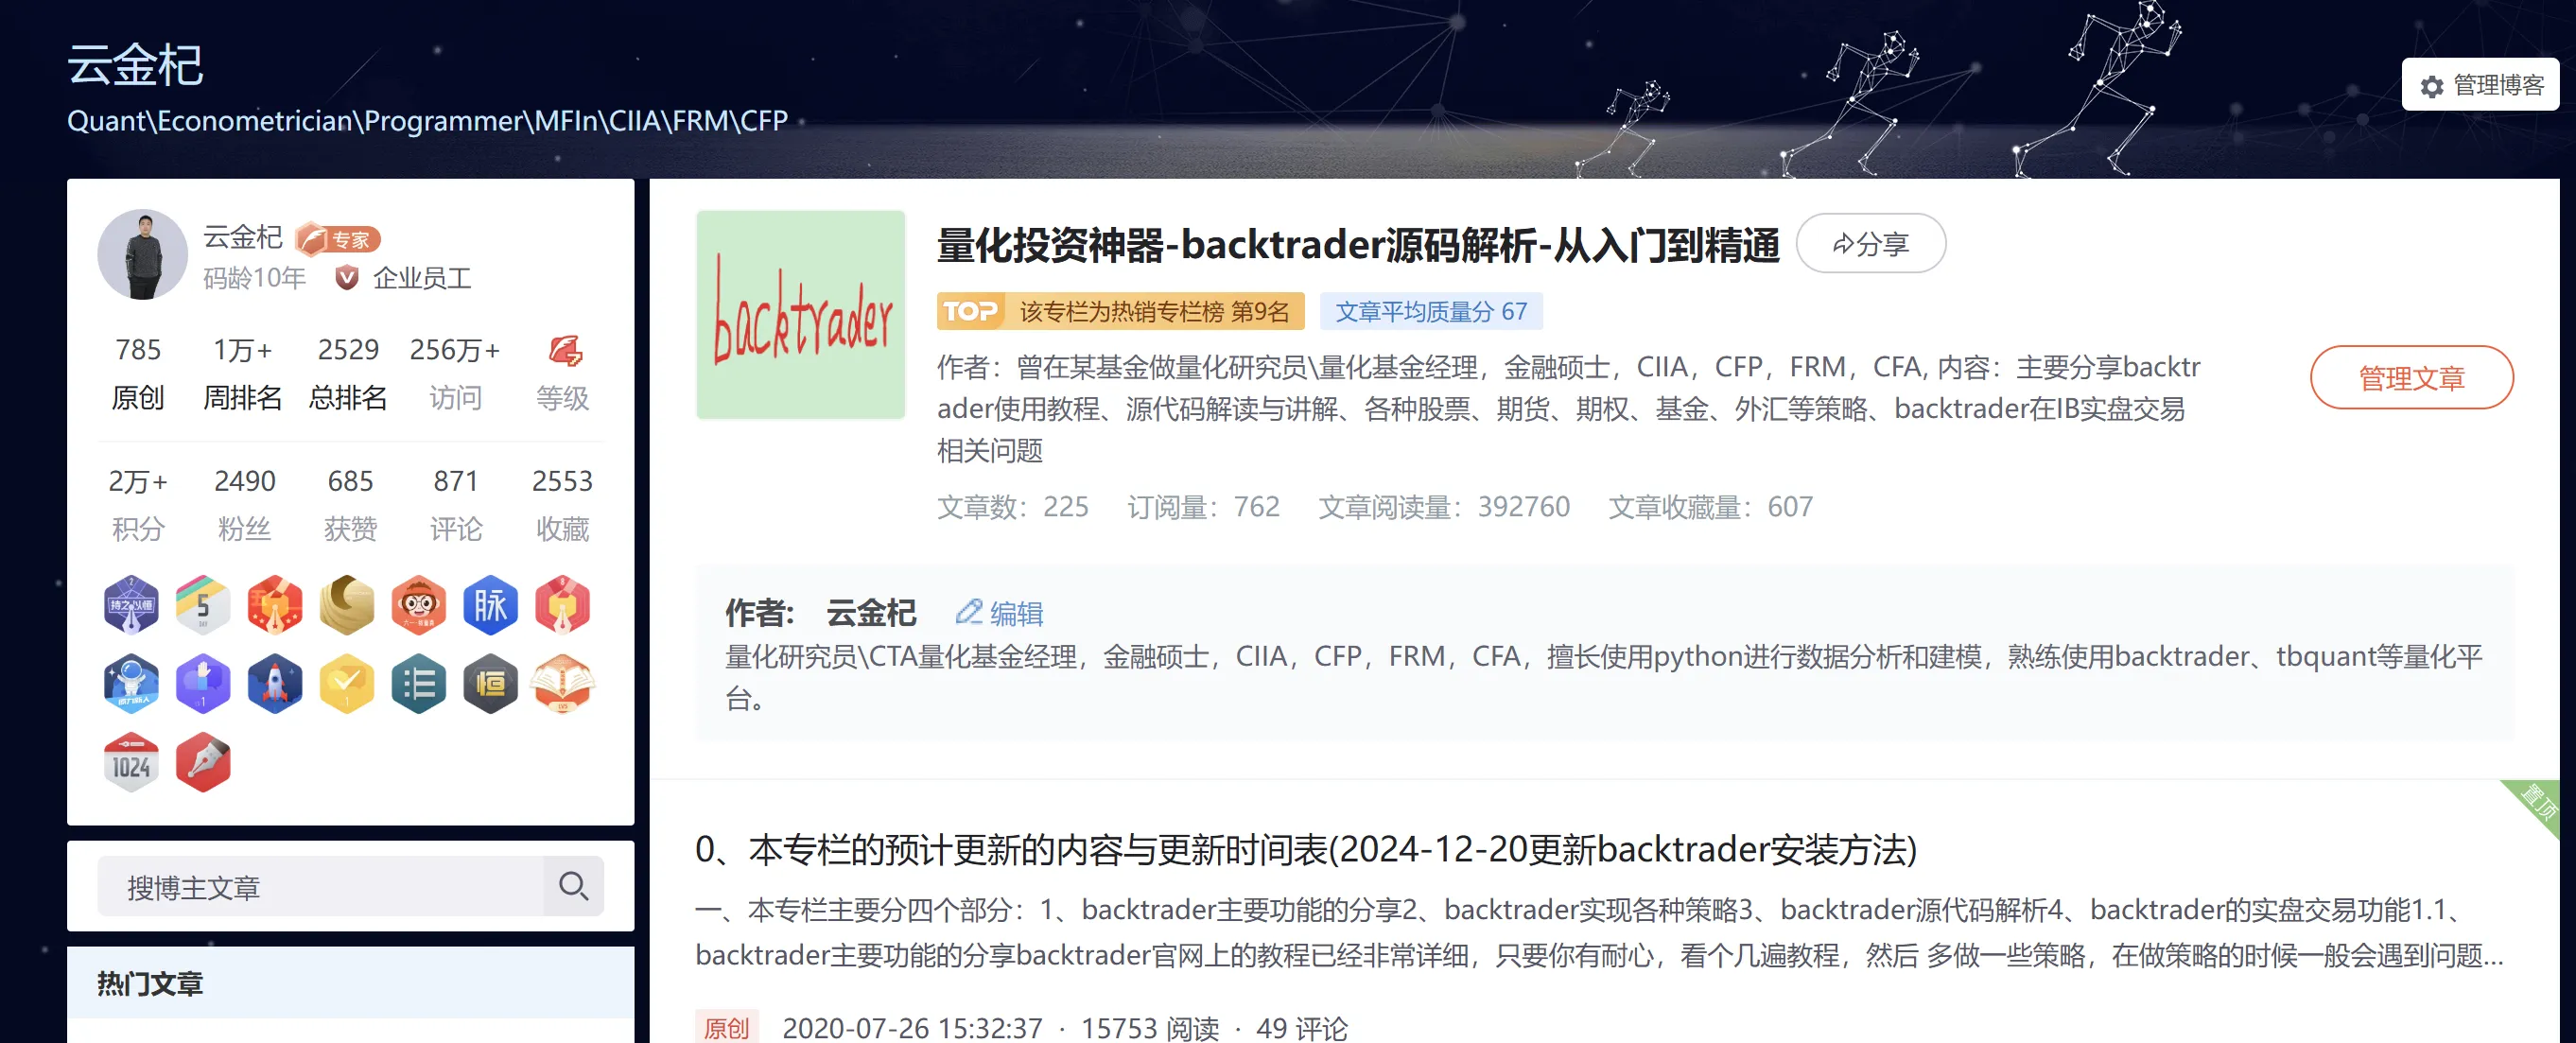 云金杞
Quant\Econometrician\Programmer\MFIn\CIIA\FRM\CFP
管理博客
云金杞 专家
码龄10年 企业员工
785 1万+ 2529 256万+
原创 周排名 总排名 访问 等级
2万+ 2490 685 871 2553
积分 粉丝 获赞 评论 收藏
持之以恒 5 DAY 脉
恒
1024
搜博主文章
热门文章
backtrader
量化投资神器-backtrader源码解析-从入门到精通 分享
TOP 该专栏为热销专栏榜 第9名 文章平均质量分 67
作者：曾在某基金做量化研究员\量化基金经理，金融硕士，CIIA，CFP，FRM，CFA, 内容：主要分享backtr
ader使用教程、源代码解读与讲解、各种股票、期货、期权、基金、外汇等策略、backtrader在IB实盘交易
相关问题
管理文章
文章数：225 订阅量：762 文章阅读量：392760 文章收藏量：607
作者: 云金杞 编辑
量化研究员\CTA量化基金经理，金融硕士，CIIA，CFP，FRM，CFA，擅长使用python进行数据分析和建模，熟练使用backtrader、tbquant等量化平
台。
置顶
0、本专栏的预计更新的内容与更新时间表(2024-12-20更新backtrader安装方法)
一、本专栏主要分四个部分：1、backtrader主要功能的分享2、backtrader实现各种策略3、backtrader源代码解析4、backtrader的实盘交易功能1.1、
backtrader主要功能的分享backtrader官网上的教程已经非常详细，只要你有耐心，看个几遍教程，然后 多做一些策略，在做策略的时候一般会遇到问题...
原创 2020-07-26 15:32:37 · 15753 阅读 · 49 评论